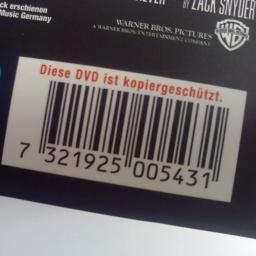 ck erschienen
Music Germany
BY ZACK SNYDER
WARNER BROS. PICTURES
A WARNER BROS. ENTERTAINMENT COMPANY
WB
Diese DVD ist kopiergeschützt.
7 321925 005431